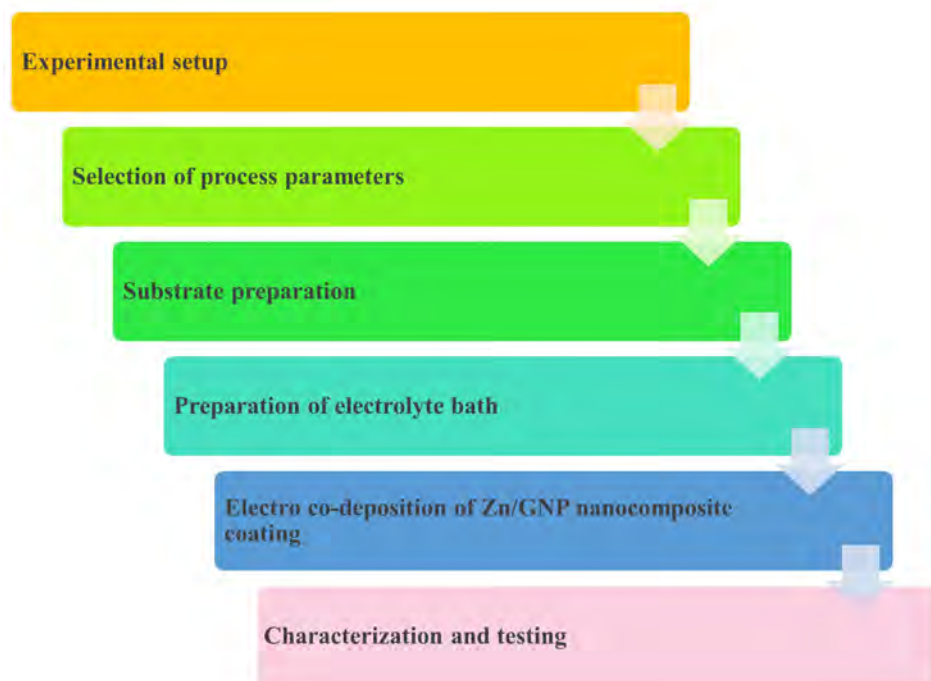 Experimental setup
Selection of process parameters
Substrate preparation
Preparation of electrolyte bath
Electro co-deposition of Zn/GNP nanocomposite
coating
Characterization and testing